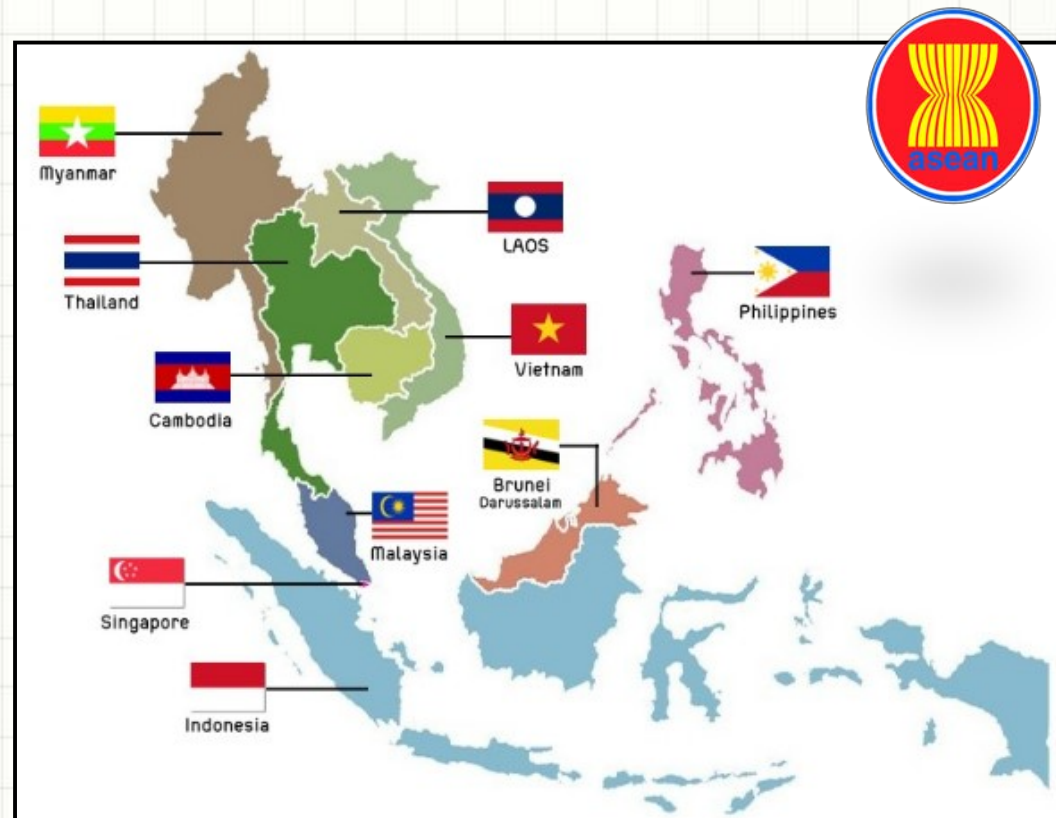 asean
Myanmar
LAOS
Thailand
Philippines
Vietnam
Cambodia
Brunei
Darussalam
Malaysia
Singapore
Indonesia